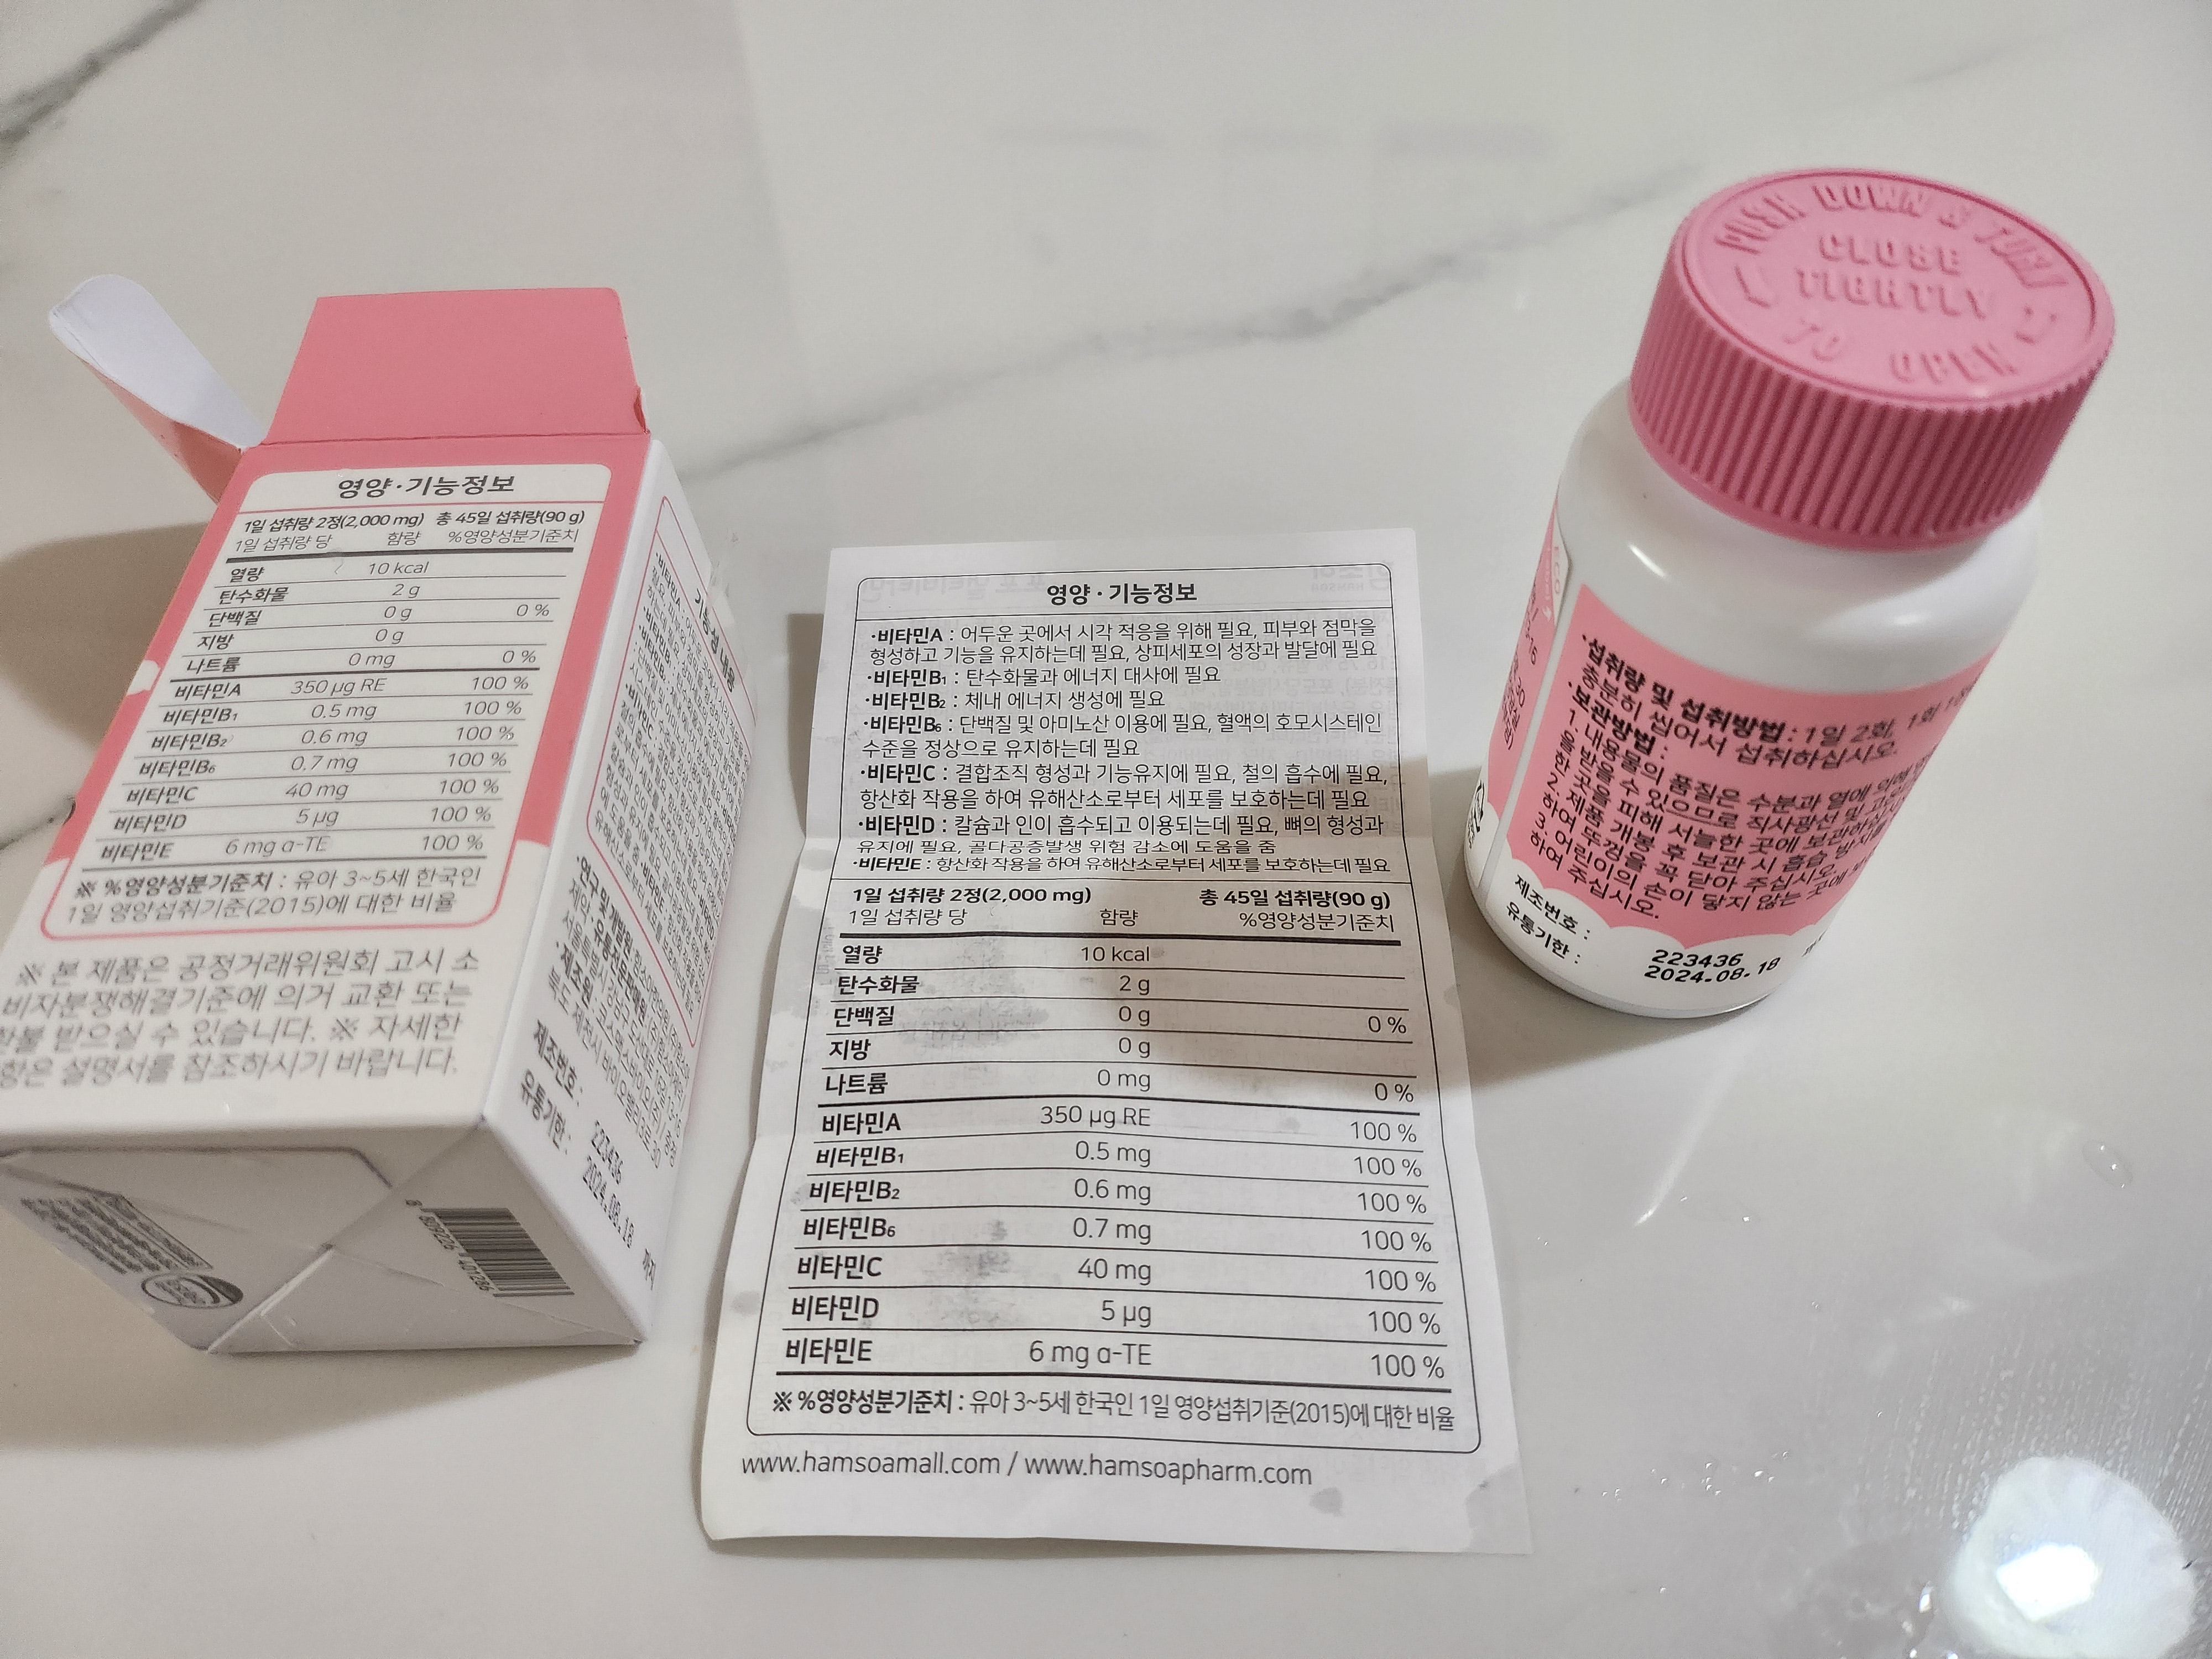 영양·기능정보
1일 섭취량 2정(2,000 mg) 총 45일 섭취량(90 g)
1일 섭취량 당 함량 %영양성분기준치
열량 10 kcal
탄수화물 2 g
단백질 0 g 0 %
지방 0 g
나트륨 0 mg 0 %
비타민A 350 µg RE 100 %
비타민B₁ 0.5 mg 100 %
비타민B₂ 0.6 mg 100 %
비타민B₆ 0.7 mg 100 %
비타민C 40 mg 100 %
비타민D 5 µg 100 %
비타민E 6 mg α-TE 100 %
※ %영양성분기준치 : 유아 3~5세 한국인
1일 영양섭취기준(2015)에 대한 비율
※ 본 제품은 공정거래위원회 고시 소
비자분쟁해결기준에 의거 교환 또는
받으실 수 있습니다. ※ 자세한
설명서를 참조하시기 바랍니다.
기능성 내용
제조번호 : 223436
유통기한 : 2024.08.18 까지
8 809226 401286
영양·기능정보
·비타민A : 어두운 곳에서 시각 적응을 위해 필요, 피부와 점막을
형성하고 기능을 유지하는데 필요, 상피세포의 성장과 발달에 필요
·비타민B₁ : 탄수화물과 에너지 대사에 필요
·비타민B₂ : 체내 에너지 생성에 필요
·비타민B₆ : 단백질 및 아미노산 이용에 필요, 혈액의 호모시스테인
수준을 정상으로 유지하는데 필요
·비타민C : 결합조직 형성과 기능유지에 필요, 철의 흡수에 필요,
항산화 작용을 하여 유해산소로부터 세포를 보호하는데 필요
·비타민D : 칼슘과 인이 흡수되고 이용되는데 필요, 뼈의 형성과
유지에 필요, 골다공증발생 위험 감소에 도움을 줌
·비타민E : 항산화 작용을 하여 유해산소로부터 세포를 보호하는데 필요
1일 섭취량 2정(2,000 mg) 총 45일 섭취량(90 g)
1일 섭취량 당 함량 %영양성분기준치
열량 10 kcal
탄수화물 2 g
단백질 0 g 0 %
지방 0 g
나트륨 0 mg 0 %
비타민A 350 µg RE 100 %
비타민B₁ 0.5 mg 100 %
비타민B₂ 0.6 mg 100 %
비타민B₆ 0.7 mg 100 %
비타민C 40 mg 100 %
비타민D 5 µg 100 %
비타민E 6 mg α-TE 100 %
※ %영양성분기준치 : 유아 3~5세 한국인 1일 영양섭취기준(2015)에 대한 비율
www.hamsoamall.com / www.hamsoapharm.com
PUSH DOWN & TURN
CLOSE
TIGHTLY
TO OPEN
·섭취량 및 섭취방법 : 1일 2회, 1회
충분히 씹어서 섭취하십시오.
·보관방법 :
1. 내용물의 품질은 수분과 열에 의해
을 받을 수 있으므로 직사광선 및
한 곳을 피해 서늘한 곳에
2. 제품 개봉 후 보관 시 흡습
하여 뚜껑을 꼭 닫아 주십시오.
3. 어린이의 손이 닿지 않는 곳에
하여 주십시오.
제조번호 : 223436
유통기한 : 2024.08.18